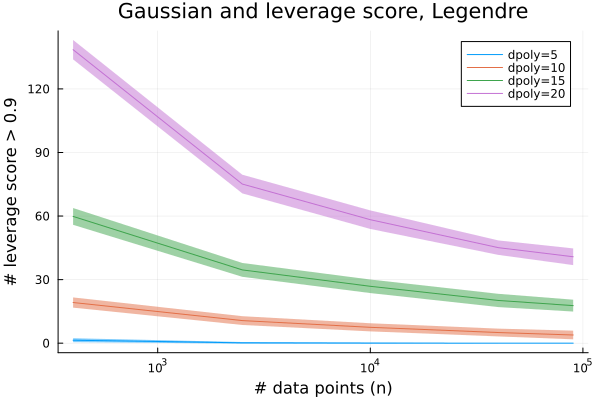 Gaussian and leverage score, Legendre
# leverage score > 0.9
120
90
60
30
0
dpoly=5
dpoly=10
dpoly=15
dpoly=20
10³
10⁴
10⁵
# data points (n)